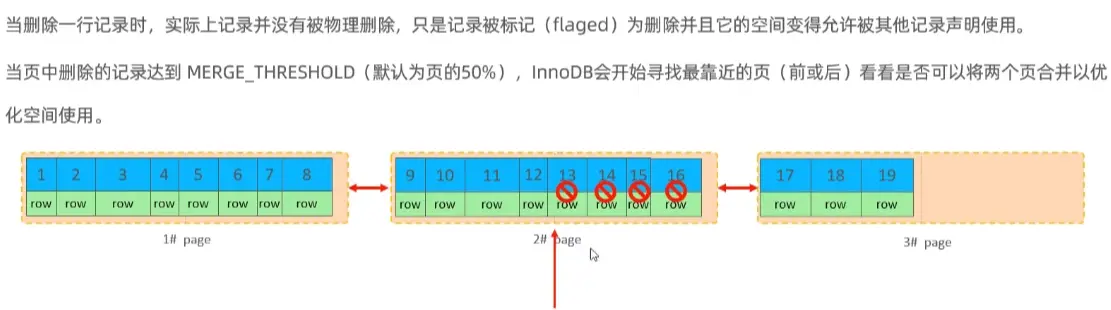 当删除一行记录时，实际上记录并没有被物理删除，只是记录被标记（flaged）为删除并且它的空间变得允许被其他记录声明使用。
当页中删除的记录达到 MERGE_THRESHOLD（默认为页的50%），InnoDB会开始寻找最靠近的页（前或后）看看是否可以将两个页合并以优
化空间使用。
1 2 3 4 5 6 7 8 9 10 11 12 13 14 15 16 17 18 19
row row row row row row row row row row row row row row row row row row row
1# page 2# page 3# page